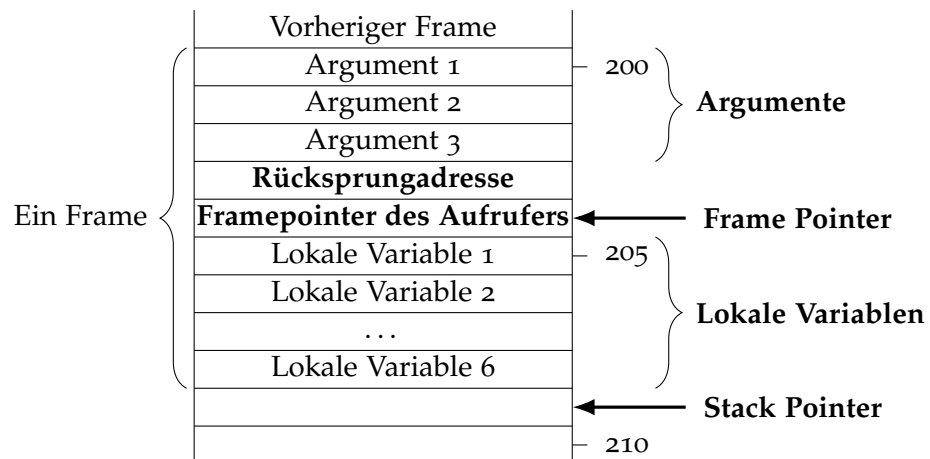 Vorheriger Frame
Argument 1
200
Argument 2
Argumente
Argument 3
Rücksprungadresse
Ein Frame
Framepointer des Aufrufers
Frame Pointer
Lokale Variable 1
205
Lokale Variable 2
Lokale Variablen
...
Lokale Variable 6
Stack Pointer
210